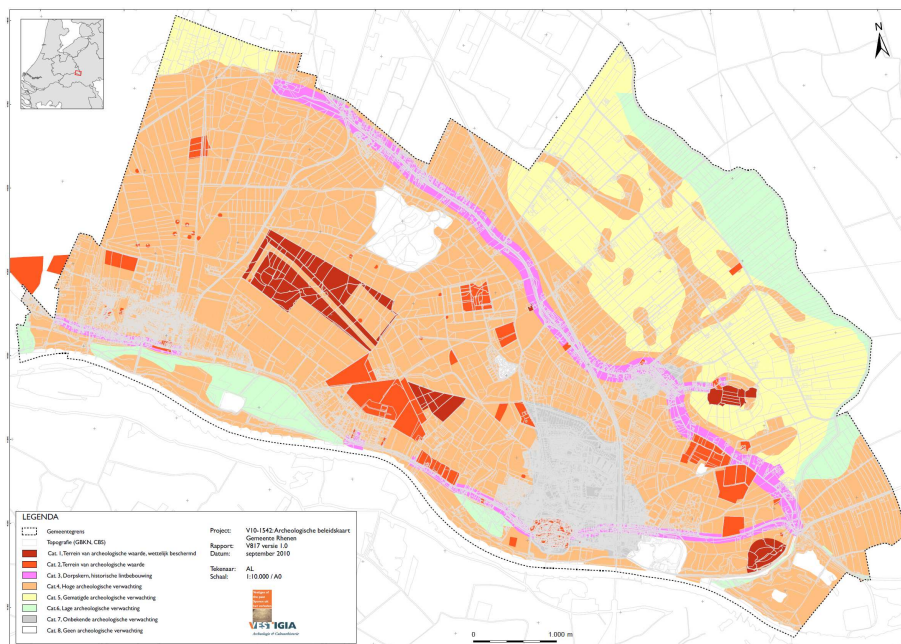 N
LEGENDA
Gemeentegrens
Topografie (GBKN, CBS)
Cat. 1, Terrein van archeologische waarde, wettelijk beschermd
Cat. 2, Terrein van archeologische waarde
Cat. 3, Dorpskern, historische lintbebouwing
Cat. 4, Hoge archeologische verwachting
Cat. 5, Gematigde archeologische verwachting
Cat. 6, Lage archeologische verwachting
Cat. 7, Onbekende archeologische verwachting
Cat. 8, Geen archeologische verwachting
Project: V10-1542: Archeologische beleidskaart
Gemeente Rhenen
Rapport: V817 versie 1.0
Datum: september 2010
Tekenaar: AL
Schaal: 1:10.000 / A0
VESTIGIA
Archeologie & Cultuurhistorie
0 1.000 m